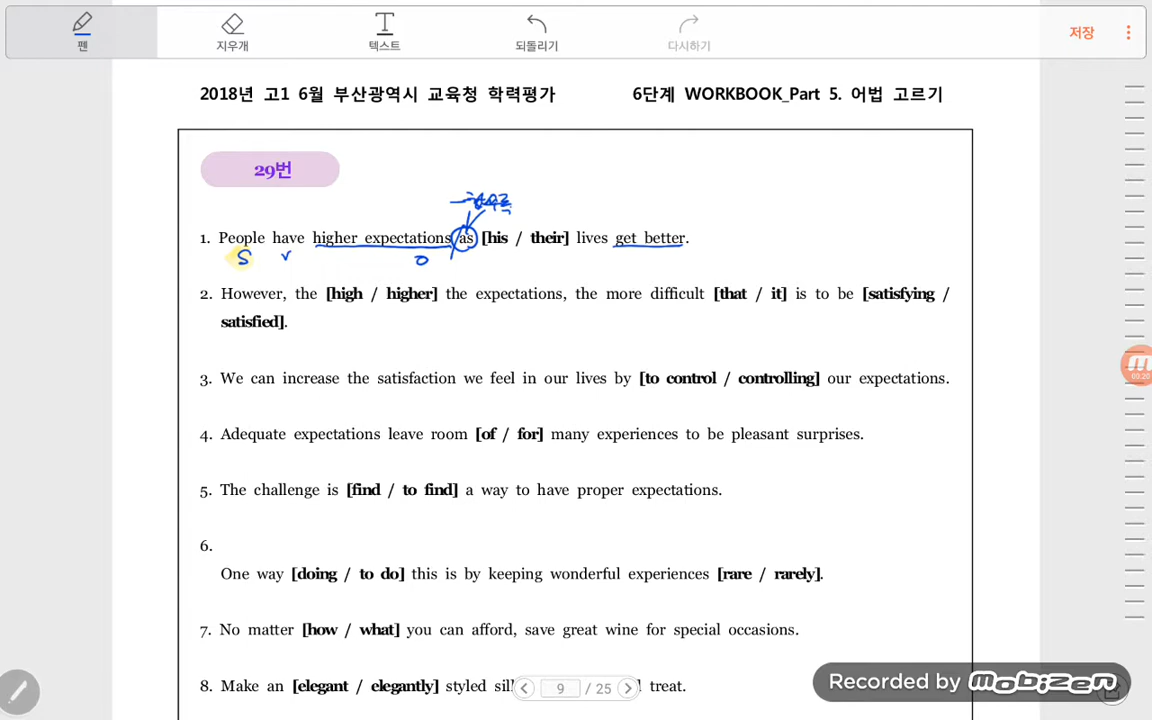 펜 지우개 텍스트 되돌리기 다시하기 저장
2018년 고1 6월 부산광역시 교육청 학력평가 6단계 WORKBOOK_Part 5. 어법 고르기
29번
1. People have higher expectations as [his / their] lives get better.
S v o
2. However, the [high / higher] the expectations, the more difficult [that / it] is to be [satisfying /
satisfied].
3. We can increase the satisfaction we feel in our lives by [to control / controlling] our expectations.
00:20
4. Adequate expectations leave room [of / for] many experiences to be pleasant surprises.
5. The challenge is [find / to find] a way to have proper expectations.
6.
One way [doing / to do] this is by keeping wonderful experiences [rare / rarely].
7. No matter [how / what] you can afford, save great wine for special occasions.
8. Make an [elegant / elegantly] styled treat.
9 / 25
Recorded by mobizen